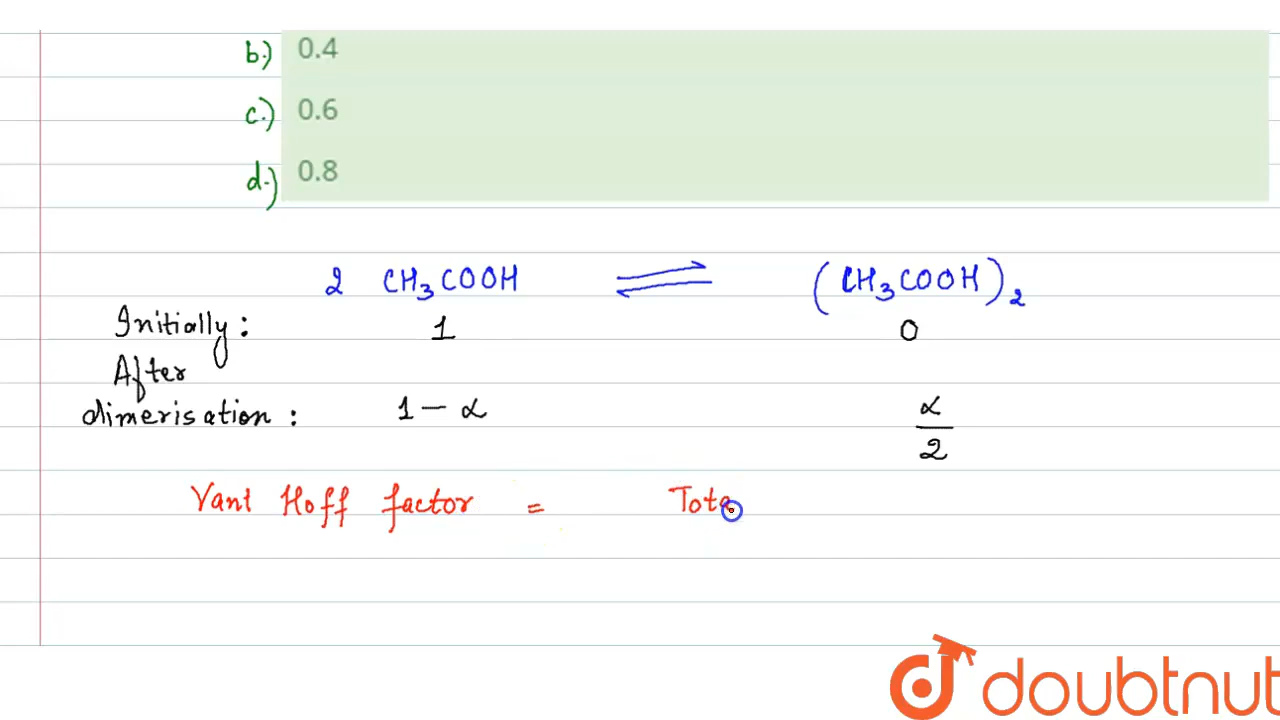 b.) 0.4
c.) 0.6
d.) 0.8
2 CH₃COOH ⇌ (CH₃COOH)₂
Initially: 1 0
After
dimerisation: 1 - α α/2
Vant Hoff factor = Tota
doubtnut